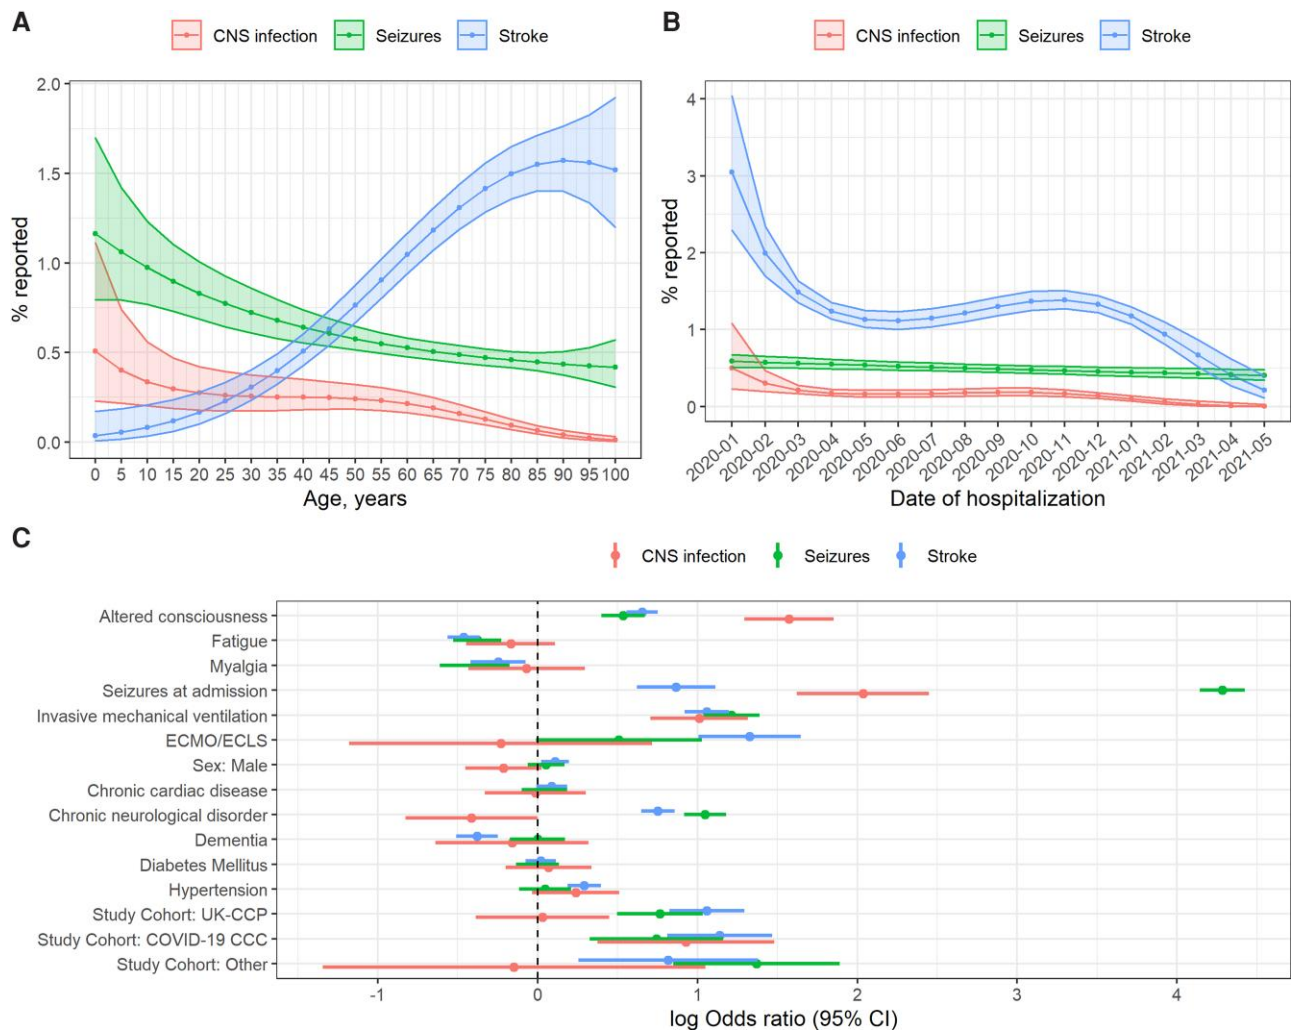 A
CNS infection Seizures Stroke
% reported
2.0
1.5
1.0
0.5
0.0
0 5 10 15 20 25 30 35 40 45 50 55 60 65 70 75 80 85 90 95 100
Age, years
B
CNS infection Seizures Stroke
% reported
4
3
2
1
0
2020-01 2020-02 2020-03 2020-04 2020-05 2020-06 2020-07 2020-08 2020-09 2020-10 2020-11 2020-12 2021-01 2021-02 2021-03 2021-04 2021-05
Date of hospitalization
C
CNS infection Seizures Stroke
Altered consciousness
Fatigue
Myalgia
Seizures at admission
Invasive mechanical ventilation
ECMO/ECLS
Sex: Male
Chronic cardiac disease
Chronic neurological disorder
Dementia
Diabetes Mellitus
Hypertension
Study Cohort: UK-CCP
Study Cohort: COVID-19 CCC
Study Cohort: Other
-1 0 1 2 3 4
log Odds ratio (95% CI)